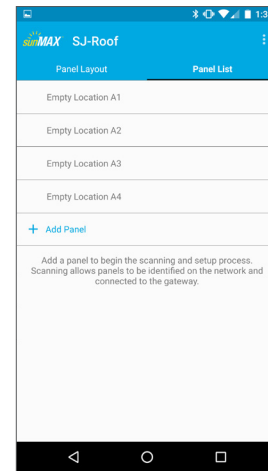 1:3
sunMAX SJ-Roof
Panel Layout Panel List
Empty Location A1
Empty Location A2
Empty Location A3
Empty Location A4
+ Add Panel
Add a panel to begin the scanning and setup process.
Scanning allows panels to be identified on the network and
connected to the gateway.